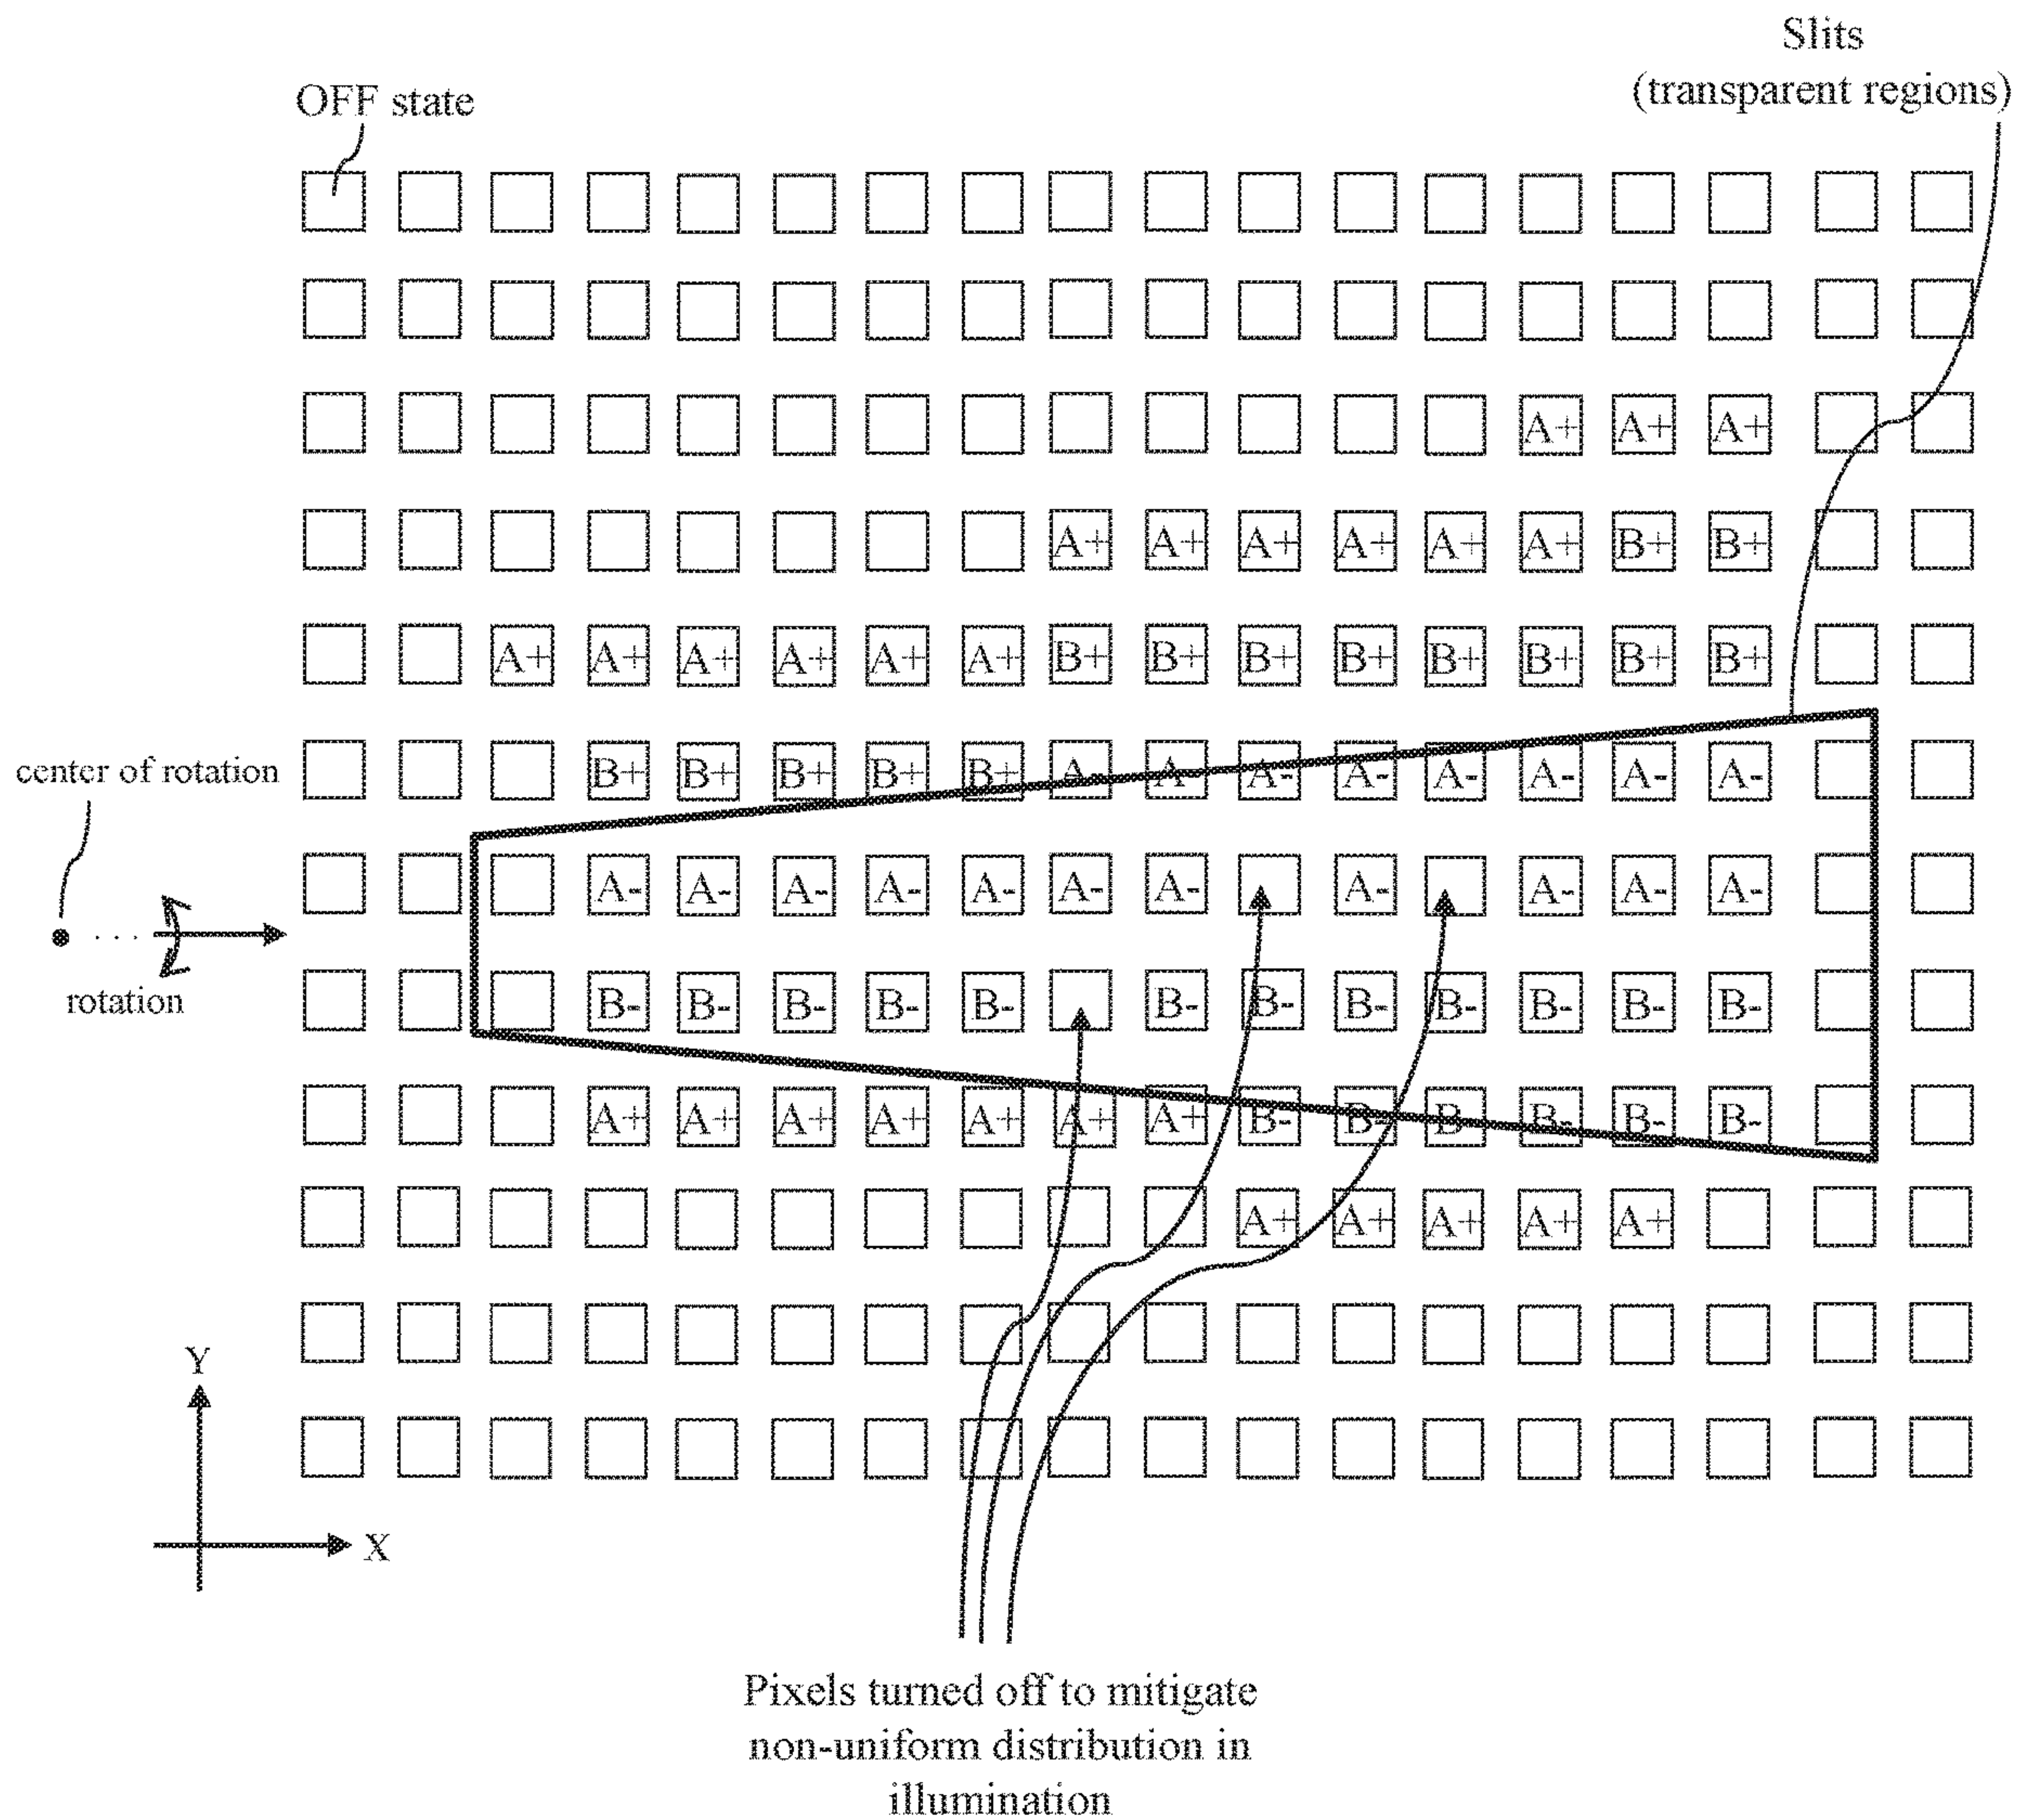 Slits
(transparent regions)
OFF state
A+ A+ A+
A+ A+ A+ A+ A+ A+ B+ B+
A+ A+ A+ A+ A+ A+ B+ B+ B+ B+ B+ B+ B+ B+
center of rotation
B+ B+ B+ B+ B+ A- A- A- A- A- A- A- A-
A- A- A- A- A- A- A- A- A- A- A-
. . .
rotation
B- B- B- B- B- B- B- B- B- B- B- B-
A+ A+ A+ A+ A+ A+ A+ B- B- B- B- B- B-
A+ A+ A+ A+ A+
Y
X
Pixels turned off to mitigate
non-uniform distribution in
illumination